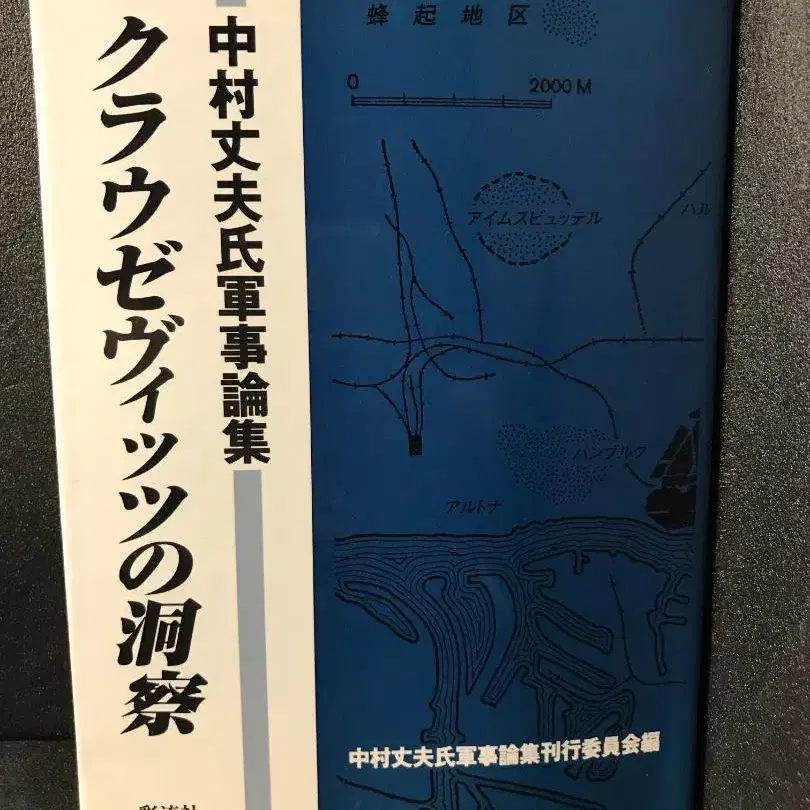 中村丈夫氏軍事論集
クラウゼヴィッツの洞察
蜂起地区
0 2000M
アイムスビュッテル
ハル
ハンブルク
アルトナ
中村丈夫氏軍事論集刊行委員会編